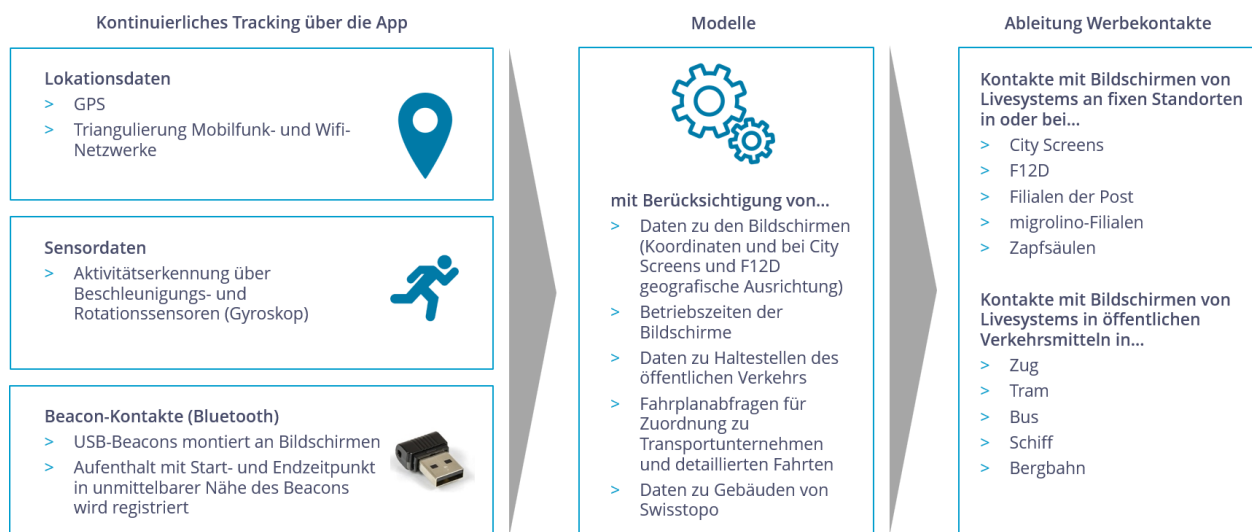 Kontinuierliches Tracking über die App
Lokationsdaten
> GPS
> Triangulierung Mobilfunk- und Wifi-
Netzwerke
Sensordaten
> Aktivitätserkennung über
Beschleunigungs- und
Rotationssensoren (Gyroskop)
Beacon-Kontakte (Bluetooth)
> USB-Beacons montiert an Bildschirmen
> Aufenthalt mit Start- und Endzeitpunkt
in unmittelbarer Nähe des Beacons
wird registriert
Modelle
mit Berücksichtigung von...
> Daten zu den Bildschirmen
(Koordinaten und bei City
Screens und F12D
geografische Ausrichtung)
> Betriebszeiten der
Bildschirme
> Daten zu Haltestellen des
öffentlichen Verkehrs
> Fahrplanabfragen für
Zuordnung zu
Transportunternehmen
und detaillierten Fahrten
> Daten zu Gebäuden von
Swisstopo
Ableitung Werbekontakte
Kontakte mit Bildschirmen von
Livesystems an fixen Standorten
in oder bei...
> City Screens
> F12D
> Filialen der Post
> migrolino-Filialen
> Zapfsäulen
Kontakte mit Bildschirmen von
Livesystems in öffentlichen
Verkehrsmitteln in...
> Zug
> Tram
> Bus
> Schiff
> Bergbahn